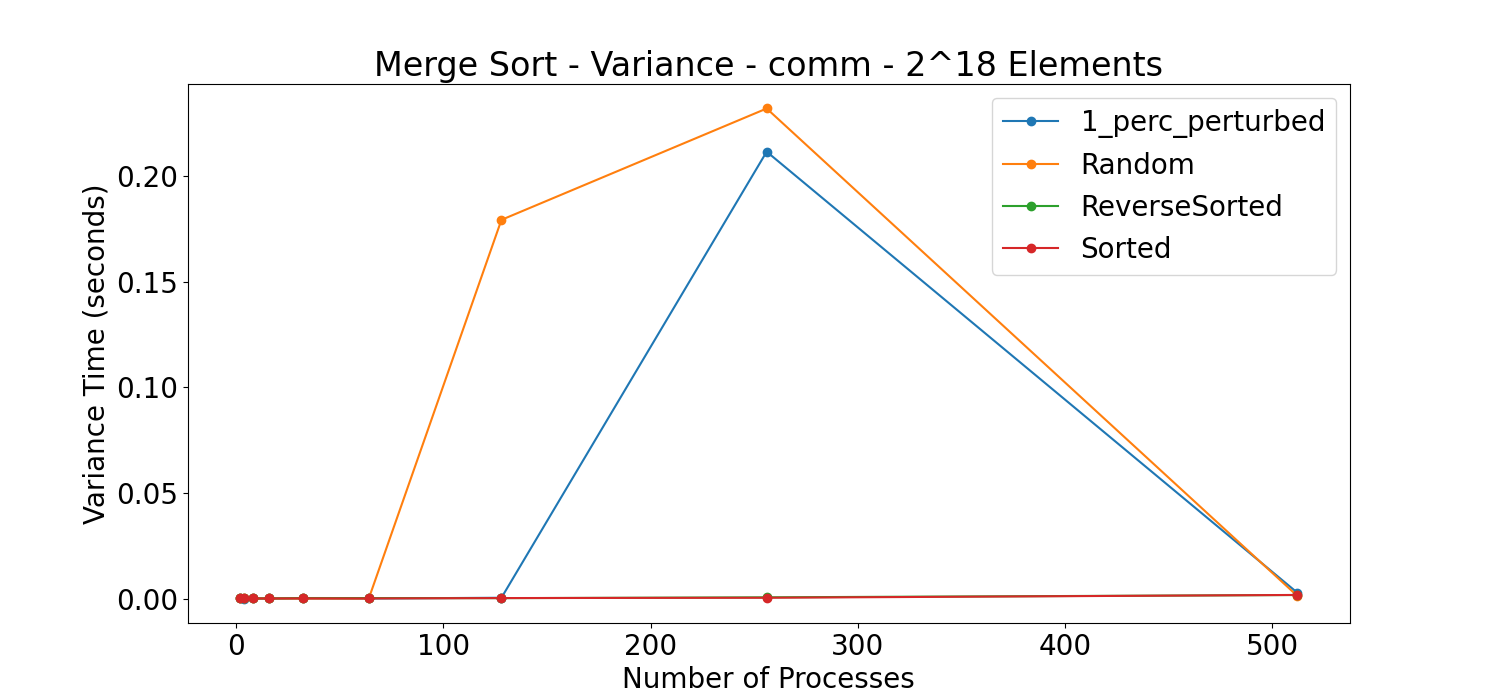 Merge Sort - Variance - comm - 2^18 Elements
1_perc_perturbed
Random
ReverseSorted
Sorted
Variance Time (seconds)
0.20
0.15
0.10
0.05
0.00
0 100 200 300 400 500
Number of Processes